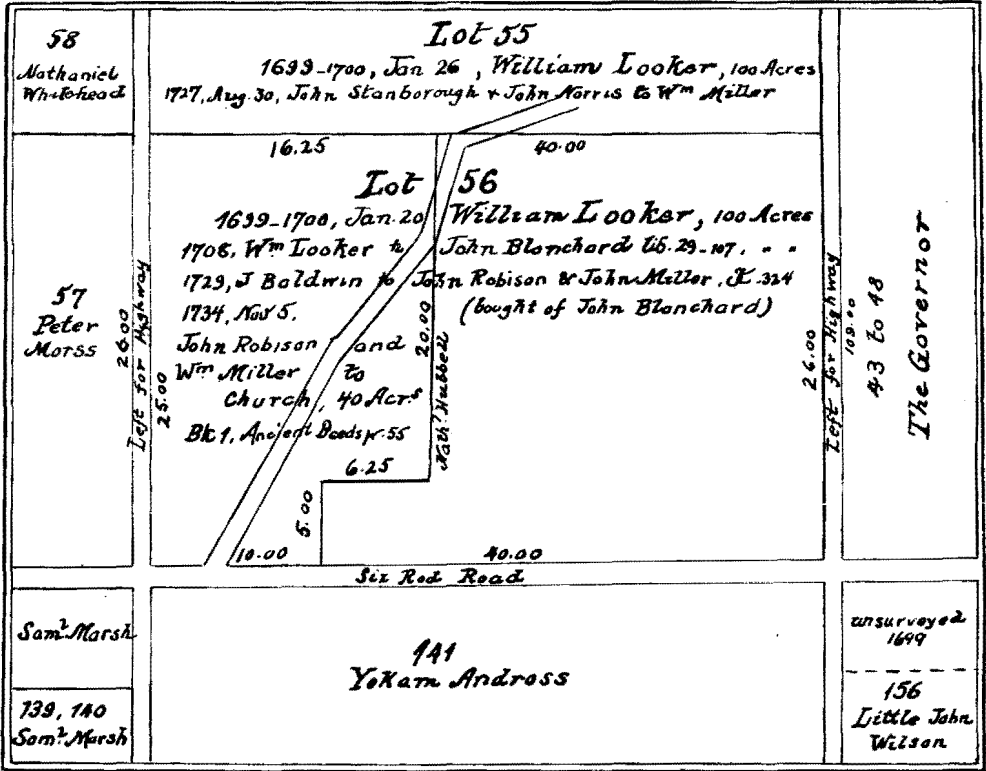 58
Nathaniel
Whitehead
Lot 55
1699-1700, Jan 26, William Looker, 100 Acres
1727, Aug. 30, John Stanborough & John Norris to Wm Miller
16.25
40.00
Lot 56
1699-1700, Jan. 20 William Looker, 100 Acres
1708. Wm Looker to John Blanchard Lib. 29-107, " "
1729, J Baldwin to John Robison & John Miller, 324
(bought of John Blanchard)
1734, Nov 5.
John Robison and
Wm Miller to
Church, 40 Acrs
Bk 1, Ancient Deeds p. 55
57
Peter
Morss
26.00
Left for Highway
25.00
20.00
Nathl Hubbell
6.25
5.00
10.00
40.00
26.00
Left for Highway
109.00
43 to 48
The Governor
Six Rod Road
Saml Marsh
139, 140
Saml Marsh
141
Yokam Andross
unsurveyed
1699
156
Little John
Wilson